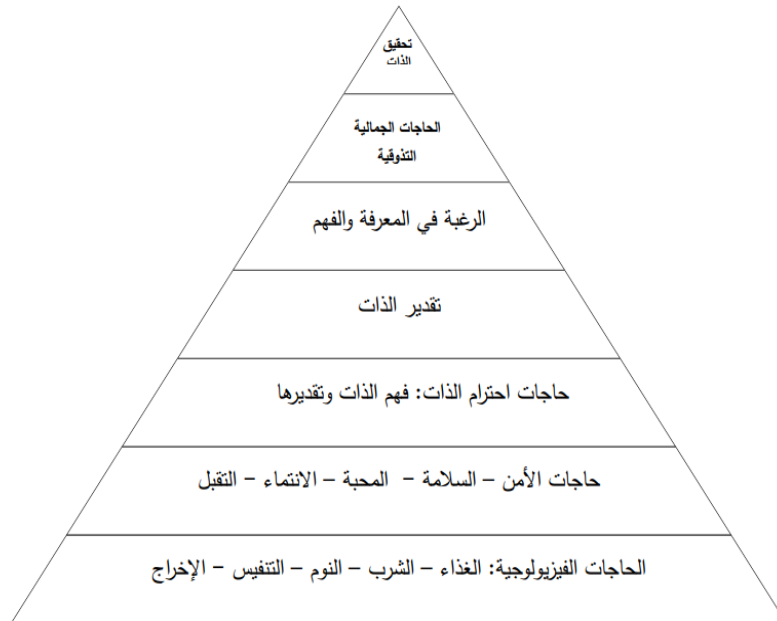 تحقيق
الذات
الحاجات الجمالية
التذوقية
الرغبة في المعرفة والفهم
تقدير الذات
حاجات احترام الذات: فهم الذات وتقديرها
حاجات الأمن – السلامة – المحبة – الانتماء – التقبل
الحاجات الفيزيولوجية: الغذاء – الشرب – النوم – التنفيس – الإخراج